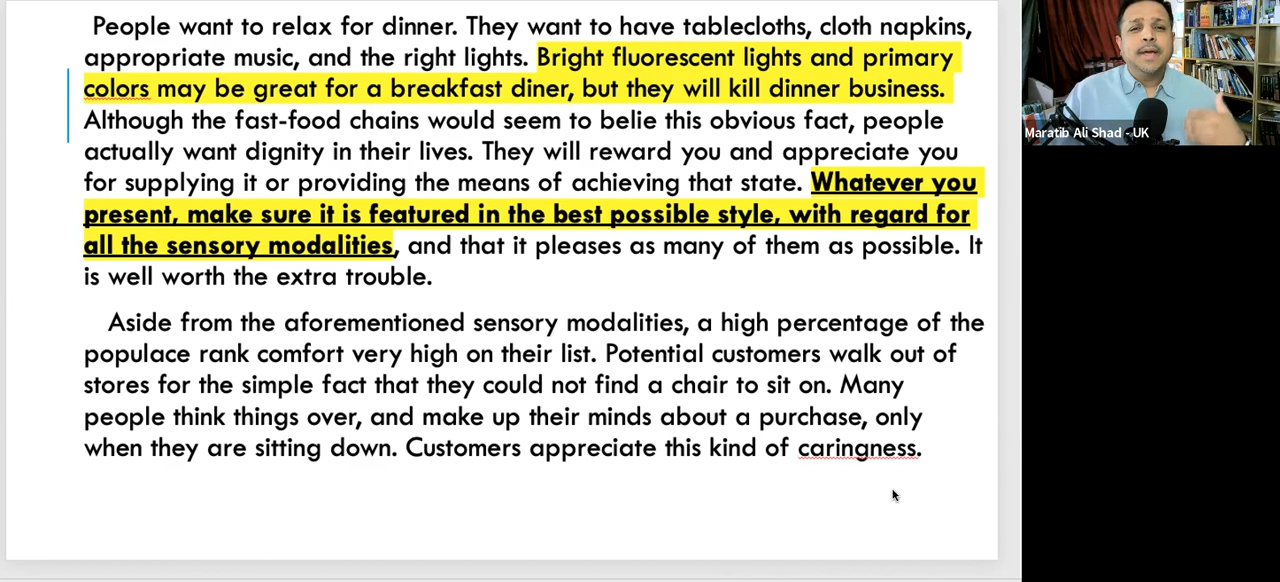 People want to relax for dinner. They want to have tablecloths, cloth napkins,
appropriate music, and the right lights. Bright fluorescent lights and primary
colors may be great for a breakfast diner, but they will kill dinner business.
Although the fast-food chains would seem to belie this obvious fact, people
actually want dignity in their lives. They will reward you and appreciate you
for supplying it or providing the means of achieving that state. Whatever you
present, make sure it is featured in the best possible style, with regard for
all the sensory modalities, and that it pleases as many of them as possible. It
is well worth the extra trouble.
Aside from the aforementioned sensory modalities, a high percentage of the
populace rank comfort very high on their list. Potential customers walk out of
stores for the simple fact that they could not find a chair to sit on. Many
people think things over, and make up their minds about a purchase, only
when they are sitting down. Customers appreciate this kind of caringness.
Maratib Ali Shad - UK